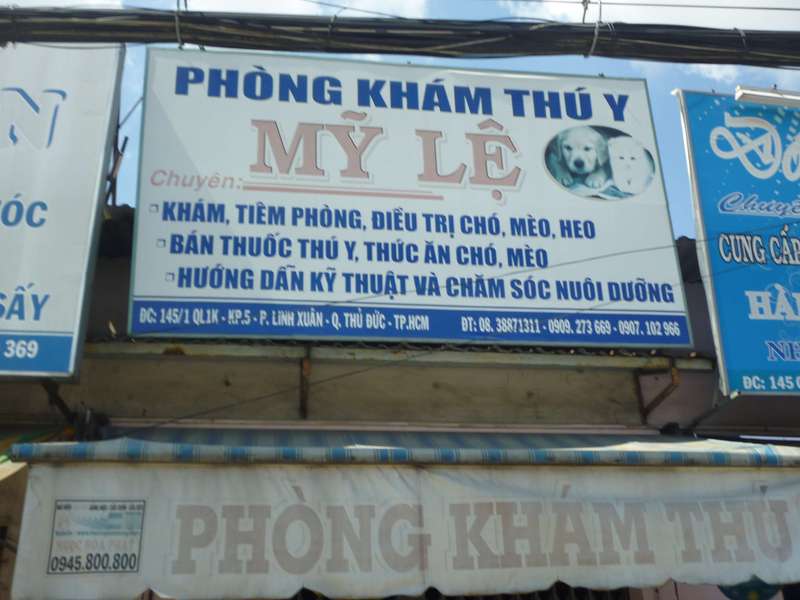 PHÒNG KHÁM THÚ Y
MỸ LỆ
Chuyên:
KHÁM, TIÊM PHÒNG, ĐIỀU TRỊ CHÓ, MÈO, HEO
BÁN THUỐC THÚ Y, THỨC ĂN CHÓ, MÈO
HƯỚNG DẪN KỸ THUẬT VÀ CHĂM SÓC NUÔI DƯỠNG
ĐC: 145/1 QL1K - KP.5 - P. LINH XUÂN - Q. THỦ ĐỨC - TP.HCM ĐT: 08. 38871311 - 0909. 273 669 - 0907. 102 966
N
TÓC
SẤY
369
Chuyê
CUNG CẤP
HÀ
NH
ĐC: 145
PHÒNG KHÁM THÚ
0945.800.800